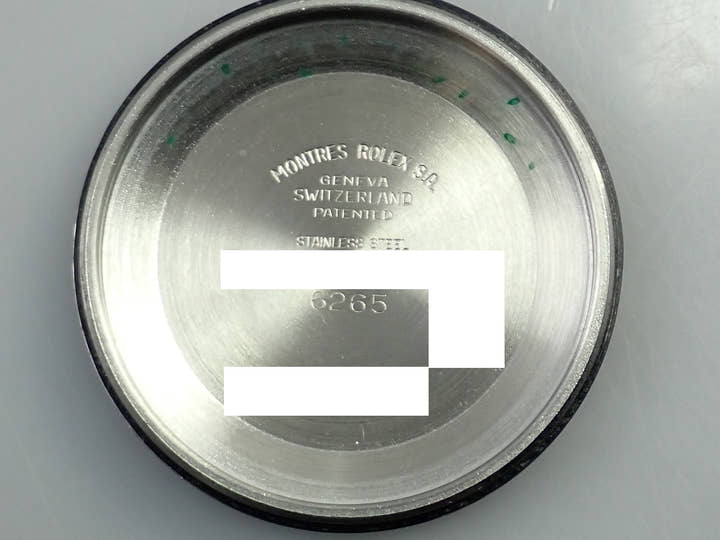 MONTRES ROLEX S.A.
GENEVA
SWITZERLAND
PATENTED
STAINLESS STEEL
6265